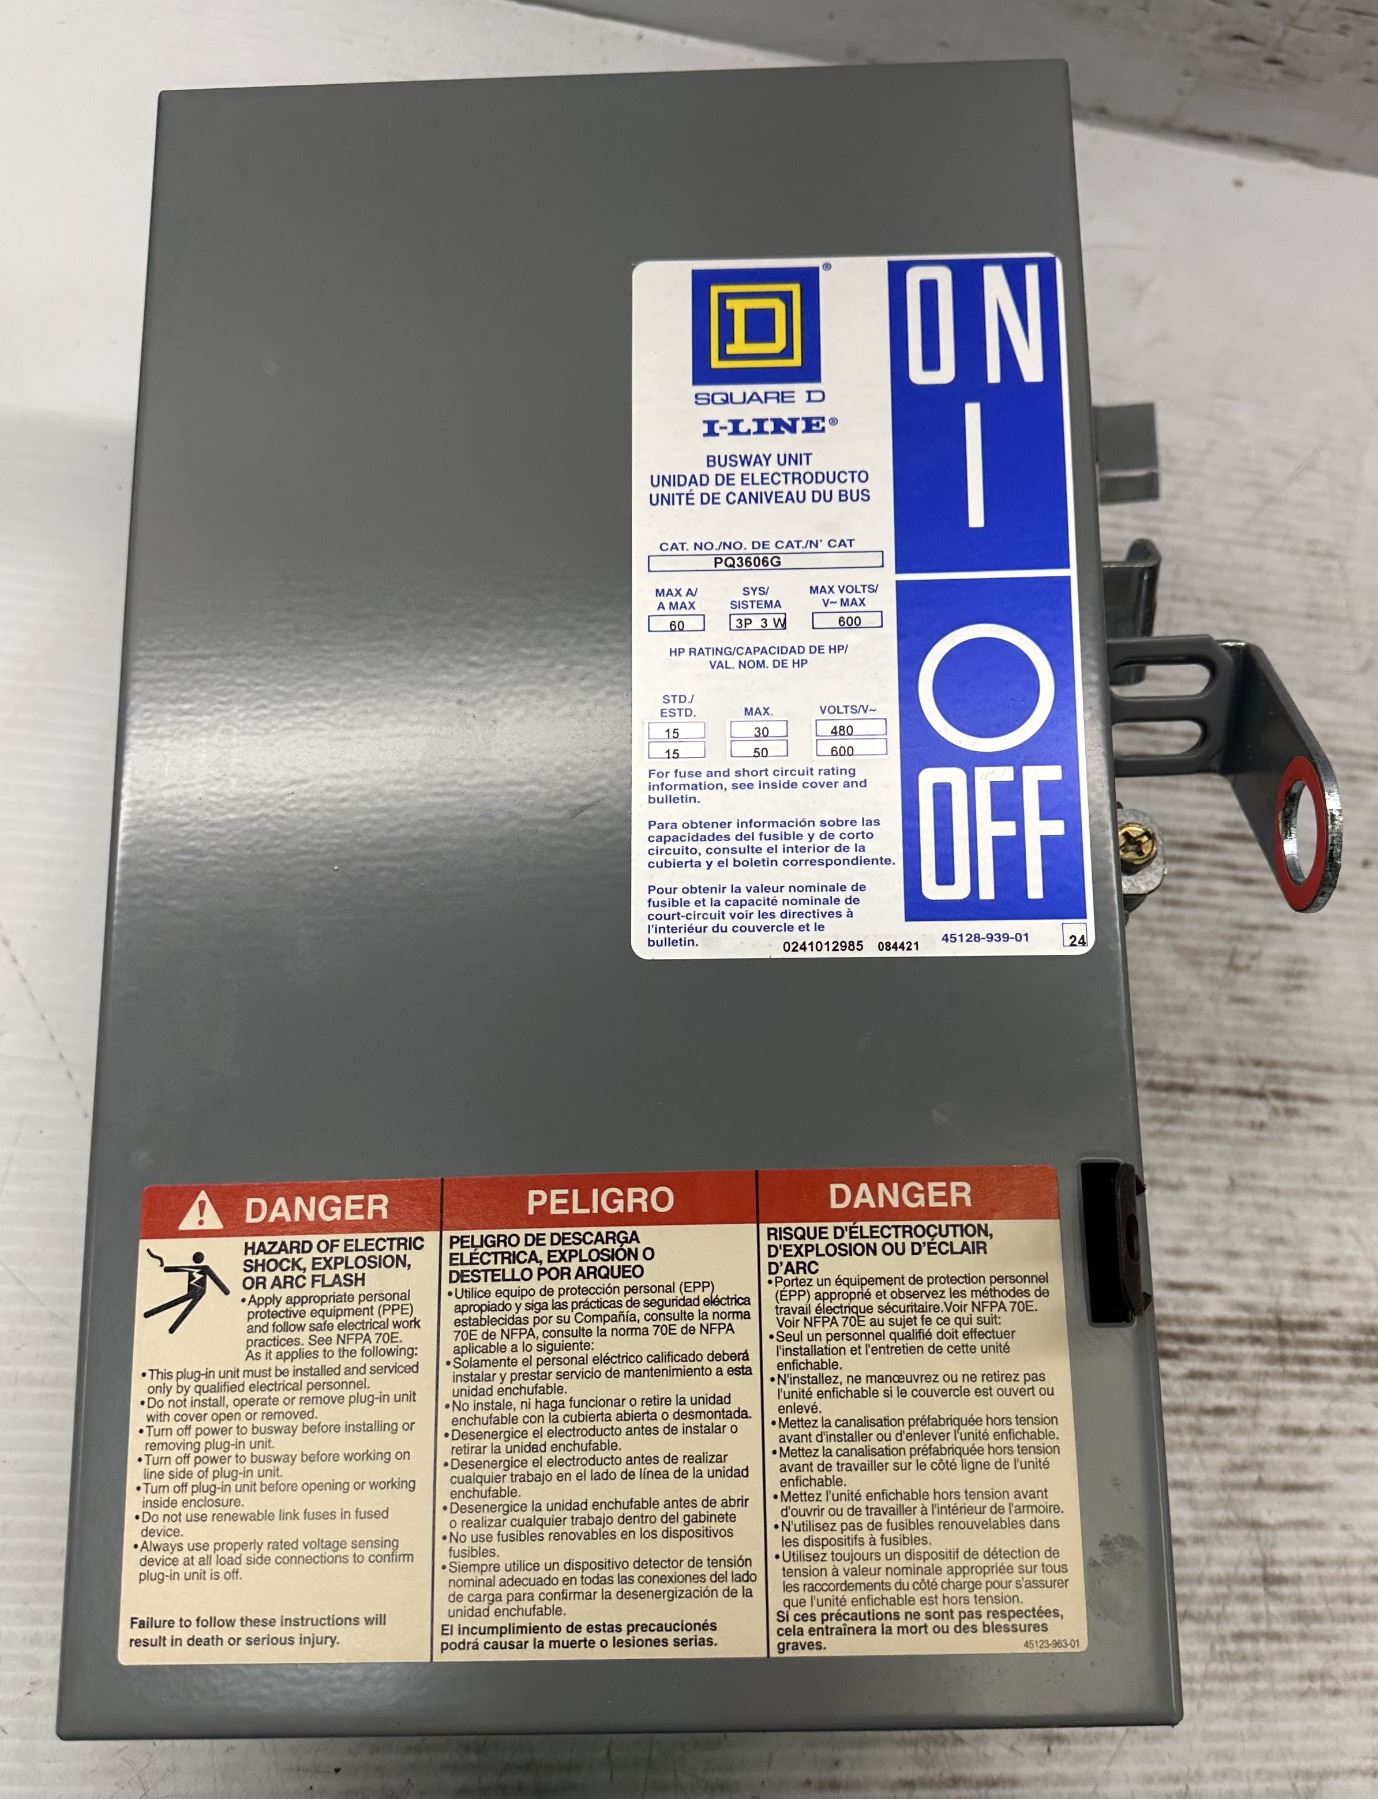 D
®
SQUARE D
I-LINE®
BUSWAY UNIT
UNIDAD DE ELECTRODUCTO
UNITÉ DE CANIVEAU DU BUS
CAT. NO./NO. DE CAT./N° CAT
PQ3606G
MAX A/ SYS/ MAX VOLTS/
A MAX SISTEMA V~ MAX
60 3P 3 W 600
HP RATING/CAPACIDAD DE HP/
VAL. NOM. DE HP
STD./
ESTD. MAX. VOLTS/V~
15 30 480
15 50 600
For fuse and short circuit rating
information, see inside cover and
bulletin.
Para obtener información sobre las
capacidades del fusible y de corto
circuito, consulte el interior de la
cubierta y el boletin correspondiente.
Pour obtenir la valeur nominale de
fusible et la capacité nominale de
court-circuit voir les directives à
l'interiéur du couvercle et le
bulletin.
0241012985 084421
45128-939-01
24
ON
I
O
OFF
DANGER
HAZARD OF ELECTRIC
SHOCK, EXPLOSION,
OR ARC FLASH
•Apply appropriate personal
protective equipment (PPE)
and follow safe electrical work
practices. See NFPA 70E.
As it applies to the following:
•This plug-in unit must be installed and serviced
only by qualified electrical personnel.
•Do not install, operate or remove plug-in unit
with cover open or removed.
•Turn off power to busway before installing or
removing plug-in unit.
•Turn off power to busway before working on
line side of plug-in unit.
•Turn off plug-in unit before opening or working
inside enclosure.
•Do not use renewable link fuses in fused
device.
•Always use properly rated voltage sensing
device at all load side connections to confirm
plug-in unit is off.
Failure to follow these instructions will
result in death or serious injury.
PELIGRO
PELIGRO DE DESCARGA
ELÉCTRICA, EXPLOSIÓN O
DESTELLO POR ARQUEO
•Utilice equipo de protección personal (EPP)
apropiado y siga las prácticas de seguridad eléctrica
establecidas por su Compañía, consulte la norma
70E de NFPA, consulte la norma 70E de NFPA
aplicable a lo siguiente:
•Solamente el personal eléctrico calificado deberá
instalar y prestar servicio de mantenimiento a esta
unidad enchufable.
•No instale, ni haga funcionar o retire la unidad
enchufable con la cubierta abierta o desmontada.
•Desenergice el electroducto antes de instalar o
retirar la unidad enchufable.
•Desenergice el electroducto antes de realizar
cualquier trabajo en el lado de línea de la unidad
enchufable.
•Desenergice la unidad enchufable antes de abrir
o realizar cualquier trabajo dentro del gabinete
•No use fusibles renovables en los dispositivos
fusibles.
•Siempre utilice un dispositivo detector de tensión
nominal adecuado en todas las conexiones del lado
de carga para confirmar la desenergización de la
unidad enchufable.
El incumplimiento de estas precauciones
podrá causar la muerte o lesiones serias.
DANGER
RISQUE D'ÉLECTROCUTION,
D'EXPLOSION OU D'ÉCLAIR
D'ARC
•Portez un équipement de protection personnel
(ÉPP) approprié et observez les méthodes de
travail électrique sécuritaire.Voir NFPA 70E.
Voir NFPA 70E au sujet fe ce qui suit:
•Seul un personnel qualifié doit effectuer
l'installation et l'entretien de cette unité
enfichable.
•N'installez, ne manœuvrez ou ne retirez pas
l'unité enfichable si le couvercle est ouvert ou
enlevé.
•Mettez la canalisation préfabriquée hors tension
avant d'installer ou d'enlever l'unité enfichable.
•Mettez la canalisation préfabriquée hors tension
avant de travailler sur le côté ligne de l'unité
enfichable.
•Mettez l'unité enfichable hors tension avant
d'ouvrir ou de travailler à l'intérieur de l'armoire.
•N'utilisez pas de fusibles renouvelables dans
les dispositifs à fusibles.
•Utilisez toujours un dispositif de détection de
tension à valeur nominale appropriée sur tous
les raccordements du côté charge pour s'assurer
que l'unité enfichable est hors tension.
Si ces précautions ne sont pas respectées,
cela entraînera la mort ou des blessures
graves.
45123-963-01